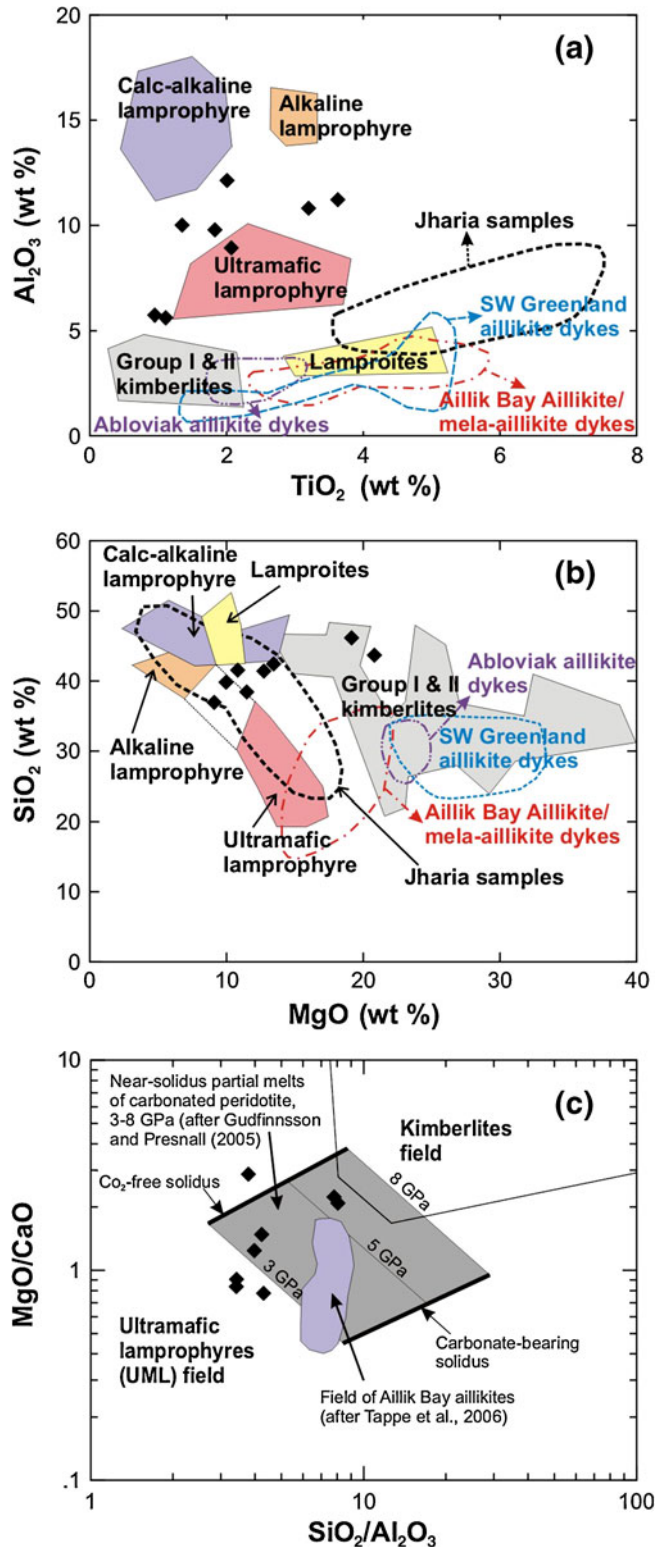 (a)
20
15
10
5
0
Al₂O₃ (wt %)
Calc-alkaline
lamprophyre
Alkaline
lamprophyre
Jharia samples
Ultramafic
lamprophyre
SW Greenland
aillikite dykes
Group I & II
kimberlites
Lamproites
Abloviak aillikite dykes
Aillik Bay Aillikite/
mela-aillikite dykes
0 2 4 6 8
TiO₂ (wt %)
(b)
60
50
40
30
20
10
0
SiO₂ (wt %)
Calc-alkaline
lamprophyre
Lamproites
Abloviak aillikite
dykes
Group I & II
kimberlites
SW Greenland
aillikite dykes
Alkaline
lamprophyre
Aillik Bay Aillikite/
mela-aillikite dykes
Ultramafic
lamprophyre
Jharia samples
0 10 20 30 40
MgO (wt %)
(c)
10
1
.1
MgO/CaO
Near-solidus partial melts
of carbonated peridotite,
3-8 GPa (after Gudfinnsson
and Presnall (2005)
Kimberlites
field
Co₂-free solidus
8 GPa
5 GPa
3 GPa
Ultramafic
lamprophyres
(UML) field
Carbonate-bearing
solidus
Field of Aillik Bay aillikites
(after Tappe et al., 2006)
1 10 100
SiO₂/Al₂O₃